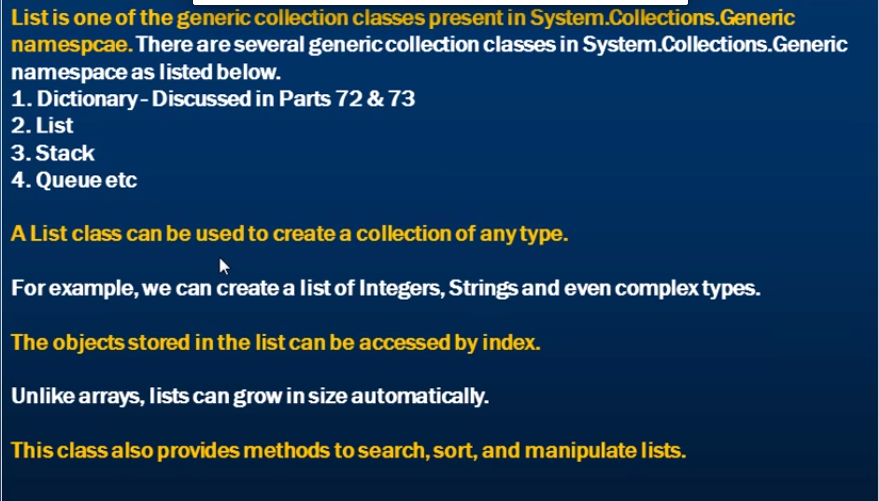 List is one of the generic collection classes present in System.Collections.Generic
namespcae. There are several generic collection classes in System.Collections.Generic
namespace as listed below.
1. Dictionary - Discussed in Parts 72 & 73
2. List
3. Stack
4. Queue etc
A List class can be used to create a collection of any type.
For example, we can create a list of Integers, Strings and even complex types.
The objects stored in the list can be accessed by index.
Unlike arrays, lists can grow in size automatically.
This class also provides methods to search, sort, and manipulate lists.